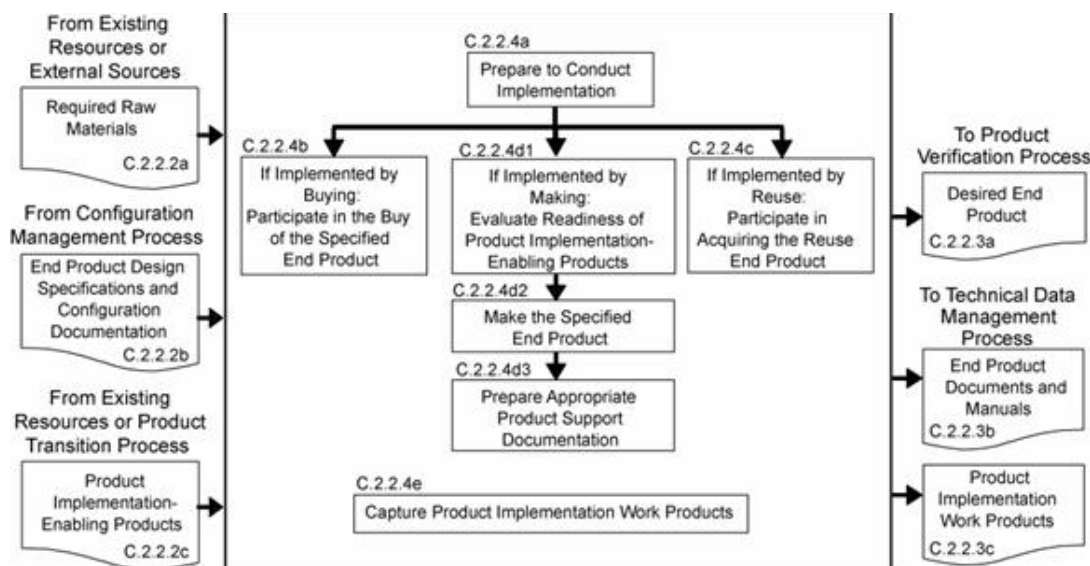 From Existing
Resources or
External Sources
Required Raw
Materials
C.2.2.2a
From Configuration
Management Process
End Product Design
Specifications and
Configuration
Documentation
C.2.2.2b
From Existing
Resources or Product
Transition Process
Product
Implementation-
Enabling Products
C.2.2.2c
C.2.2.4a
Prepare to Conduct
Implementation
C.2.2.4b
If Implemented by
Buying:
Participate in the Buy
of the Specified
End Product
C.2.2.4d1
If Implemented by
Making:
Evaluate Readiness of
Product Implementation-
Enabling Products
C.2.2.4c
If Implemented by
Reuse:
Participate in
Acquiring the Reuse
End Product
C.2.2.4d2
Make the Specified
End Product
C.2.2.4d3
Prepare Appropriate
Product Support
Documentation
C.2.2.4e
Capture Product Implementation Work Products
To Product
Verification Process
Desired End
Product
C.2.2.3a
To Technical Data
Management
Process
End Product
Documents and
Manuals
C.2.2.3b
Product
Implementation
Work Products
C.2.2.3c